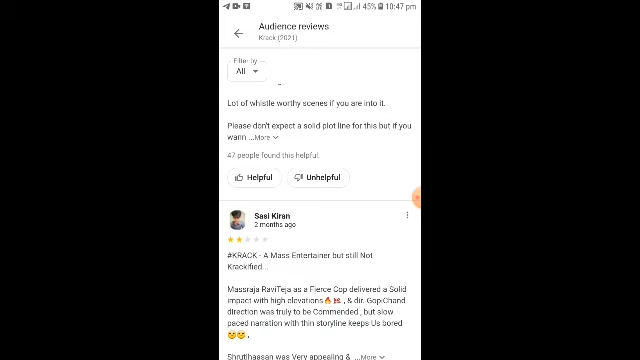 45% 10:47 pm
Audience reviews
Krack (2021)
Filter by
All
Lot of whistle worthy scenes if you are into it.
Please don't expect a solid plot line for this but if you
wann ...More
47 people found this helpful.
Helpful Unhelpful
Sasi Kiran
2 months ago
#KRACK - A Mass Entertainer but still Not
Krackified...
Massraja RaviTeja as a Fierce Cop delivered a Solid
impact with high elevations🔥💥, & dir. GopiChand
direction was truly to be Commended , but slow
paced narration with thin storyline keeps Us bored
😏😏.
Shrutihaasan was Very appealing & ...More